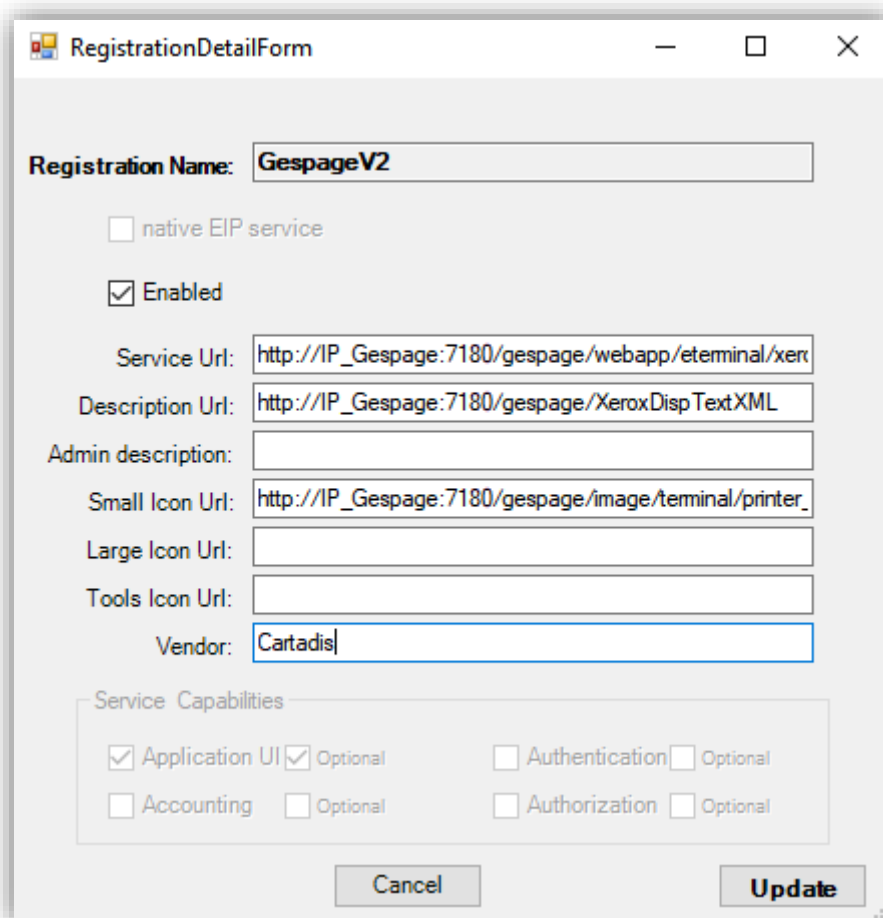 RegistrationDetailForm
Registration Name: GespageV2
native EIP service
Enabled
Service Url: http://IP_Gespage:7180/gespage/webapp/eterminal/xero
Description Url: http://IP_Gespage:7180/gespage/XeroxDispTextXML
Admin description:
Small Icon Url: http://IP_Gespage:7180/gespage/image/terminal/printer_
Large Icon Url:
Tools Icon Url:
Vendor: Cartadis
Service Capabilities
Application UI Optional Authentication Optional
Accounting Optional Authorization Optional
Cancel Update